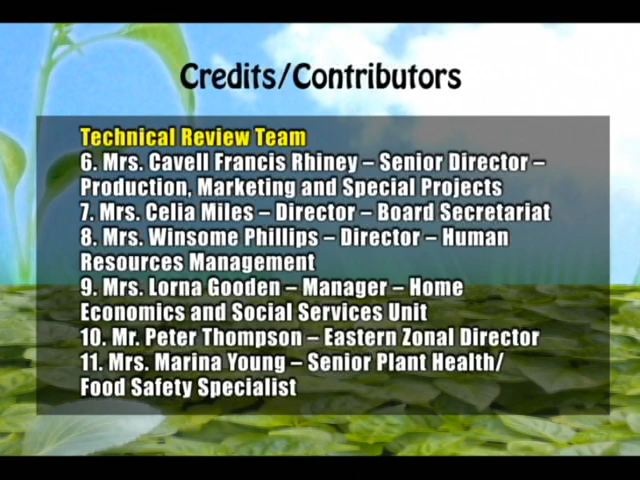 Credits/Contributors
Technical Review Team
6. Mrs. Cavell Francis Rhiney – Senior Director –
Production, Marketing and Special Projects
7. Mrs. Celia Miles – Director – Board Secretariat
8. Mrs. Winsome Phillips – Director – Human
Resources Management
9. Mrs. Lorna Gooden – Manager – Home
Economics and Social Services Unit
10. Mr. Peter Thompson – Eastern Zonal Director
11. Mrs. Marina Young – Senior Plant Health/
Food Safety Specialist